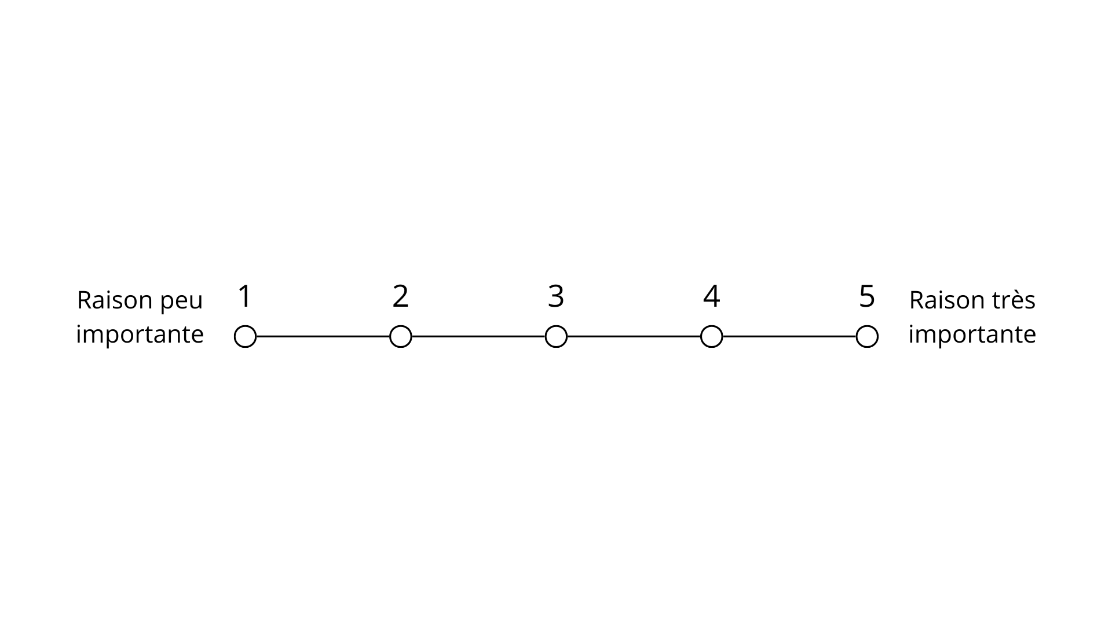 Raison peu
importante
1 2 3 4 5
Raison très
importante